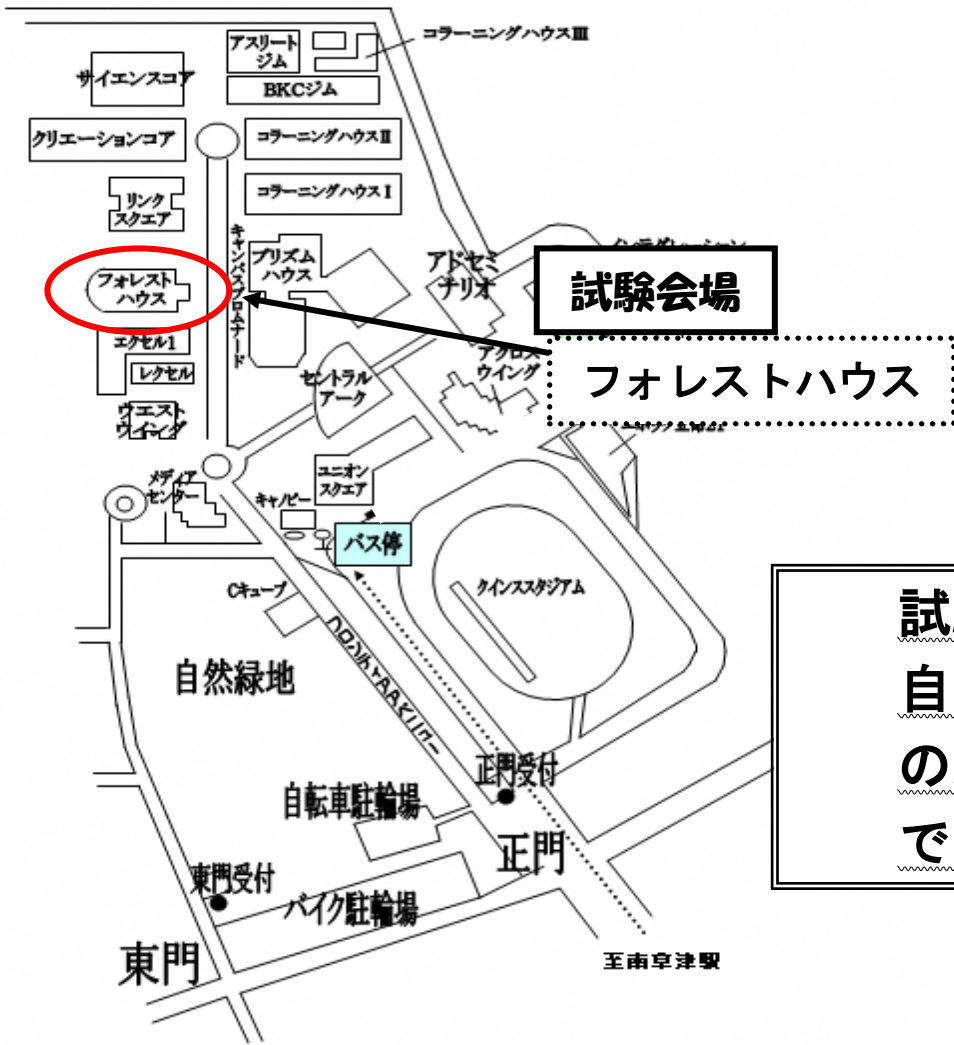 アスリート
ジム
コラーニングハウスⅢ
サイエンスコア
BKCジム
クリエーションコア
コラーニングハウスⅡ
コラーニングハウスⅠ
リンク
スクエア
キャンパスプロムナード
プリズム
ハウス
アドセミ
ナリオ
試験会場
フォレスト
ハウス
エクセル1
レクセル
フォレストハウス
アクロス
ウイング
セントラル
アーク
ウエスト
ウイング
メディア
センター
ユニオン
スクエア
キャノピー
バス停
Cキューブ
クインススタジアム
自然緑地
試
自
の
で
正門受付
自転車駐輪場
正門
東門受付
バイク駐輪場
東門
至南草津駅